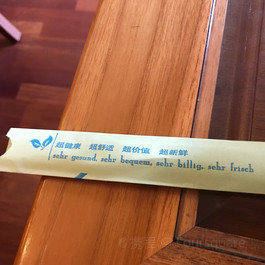 超健康 超舒适 超价值 超新鲜
sehr gesund, sehr bequem, sehr billig, sehr frisch